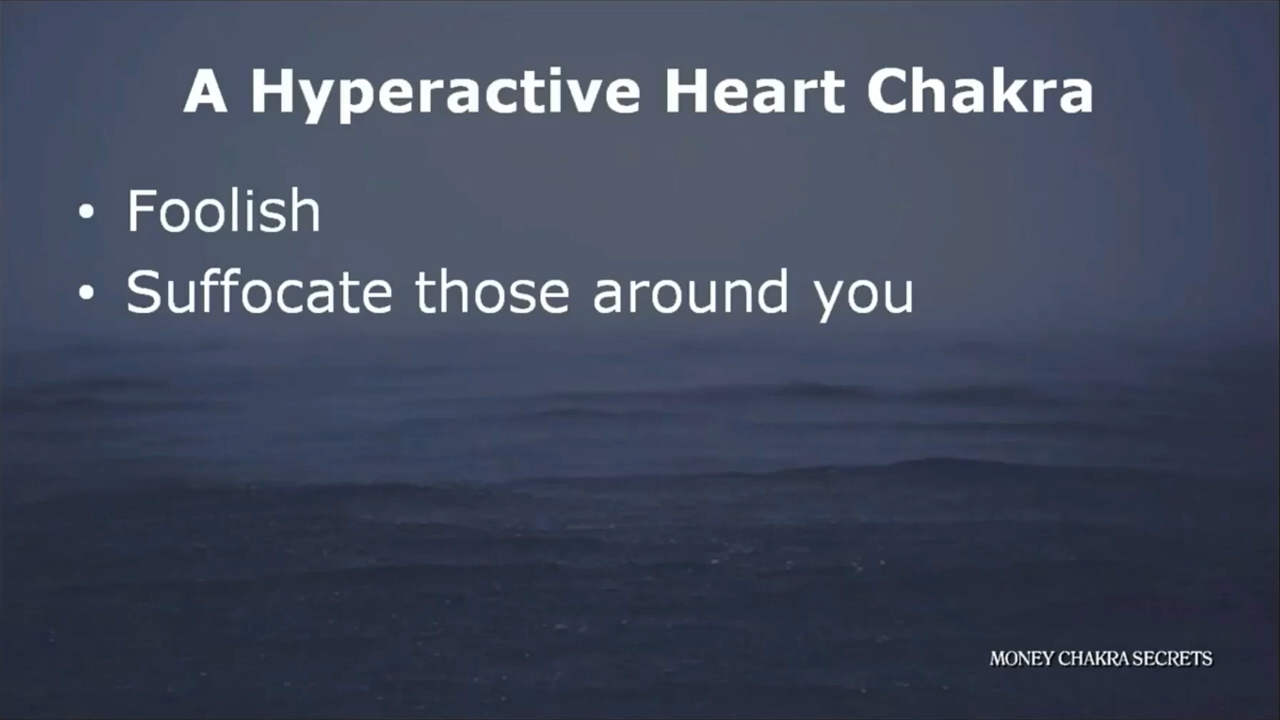 A Hyperactive Heart Chakra
• Foolish
• Suffocate those around you
MONEY CHAKRA SECRETS